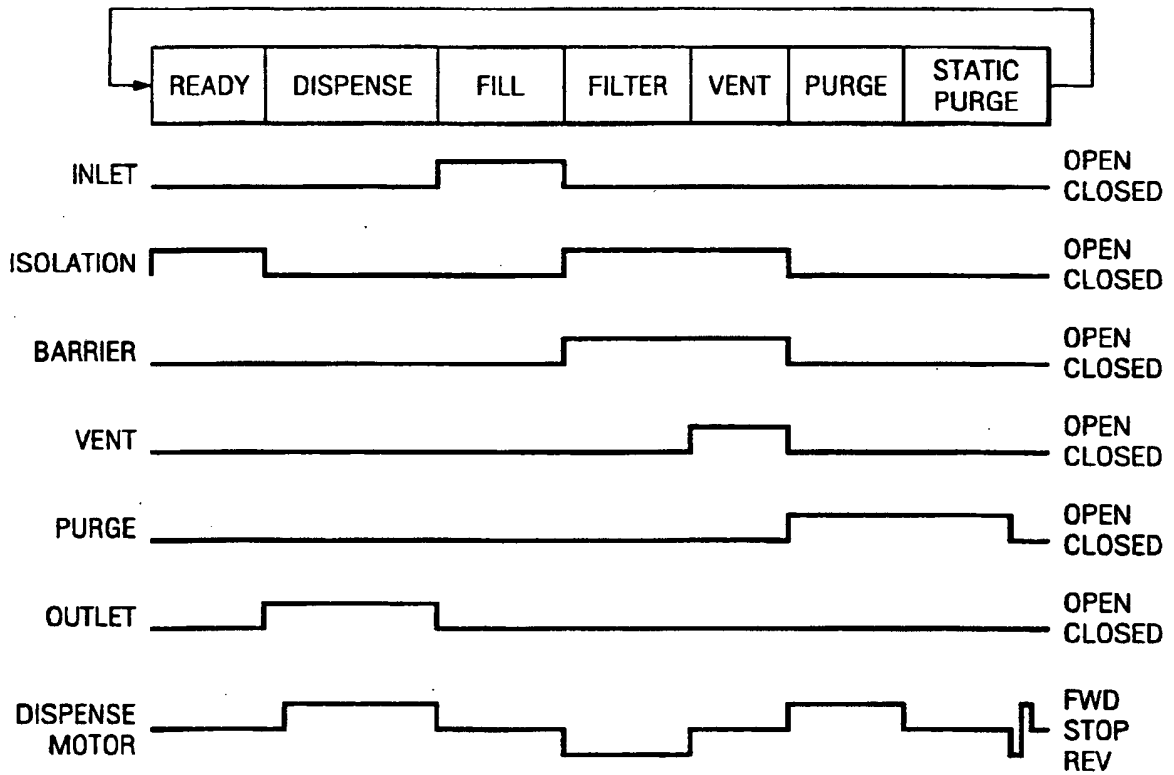 READY DISPENSE FILL FILTER VENT PURGE STATIC PURGE
INLET OPEN CLOSED
ISOLATION OPEN CLOSED
BARRIER OPEN CLOSED
VENT OPEN CLOSED
PURGE OPEN CLOSED
OUTLET OPEN CLOSED
DISPENSE MOTOR FWD STOP REV